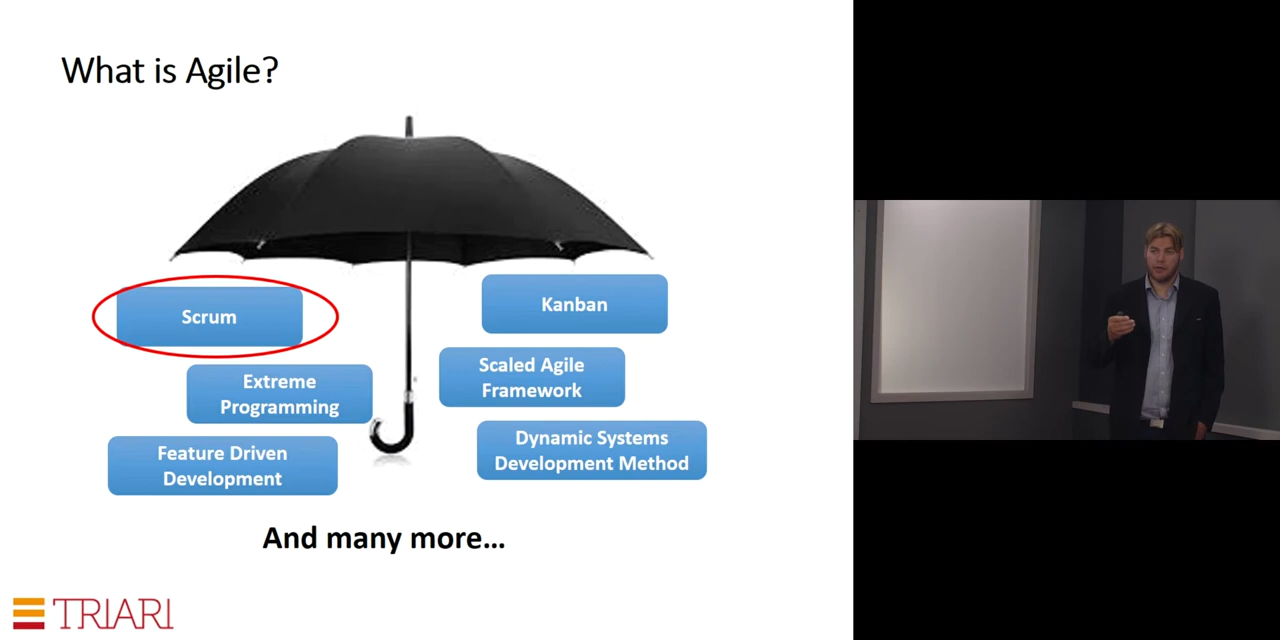 What is Agile?
Scrum
Kanban
Extreme
Programming
Scaled Agile
Framework
Feature Driven
Development
Dynamic Systems
Development Method
And many more...
TRIARI